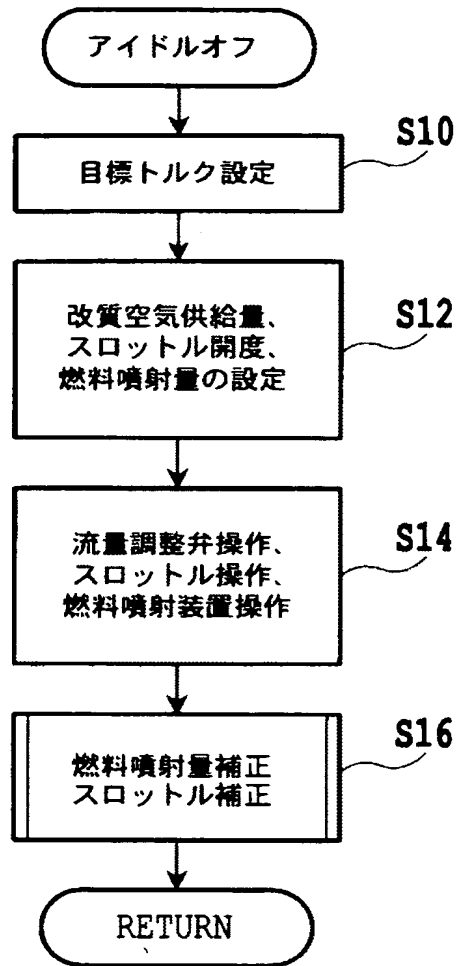 アイドルオフ
S10
目標トルク設定
S12
改質空気供給量、
スロットル開度、
燃料噴射量の設定
S14
流量調整弁操作、
スロットル操作、
燃料噴射装置操作
S16
燃料噴射量補正
スロットル補正
RETURN